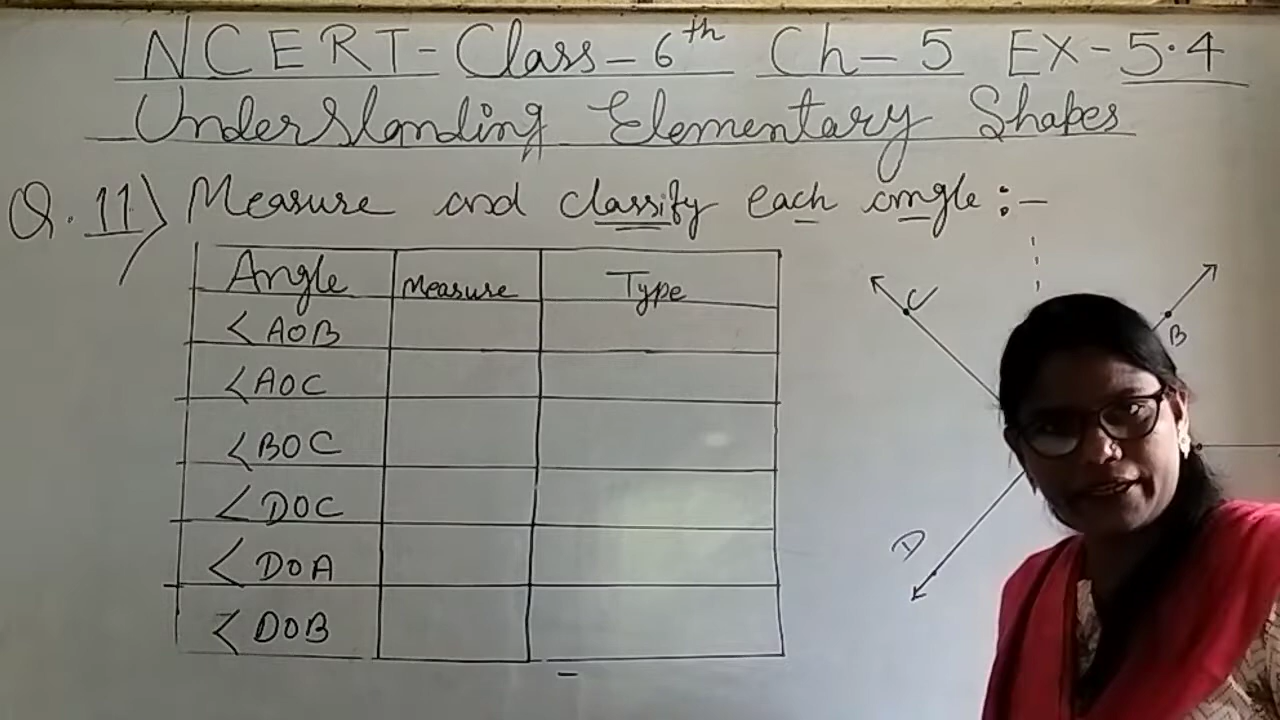 NCERT-Class-6th Ch-5 EX-5.4
Understanding Elementary Shapes
Q. 11) Measure and classify each angle :-
Angle Measure Type
<AOB
<AOC
<BOC
<DOC
<DOA
<DOB
C
B
D